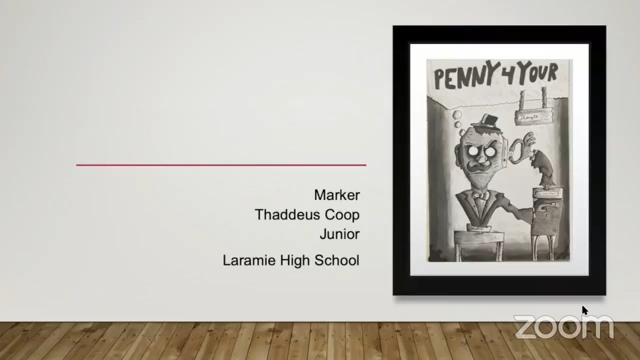 PENNY 4 YOUR
Marker
Thaddeus Coop
Junior
Laramie High School
zoom